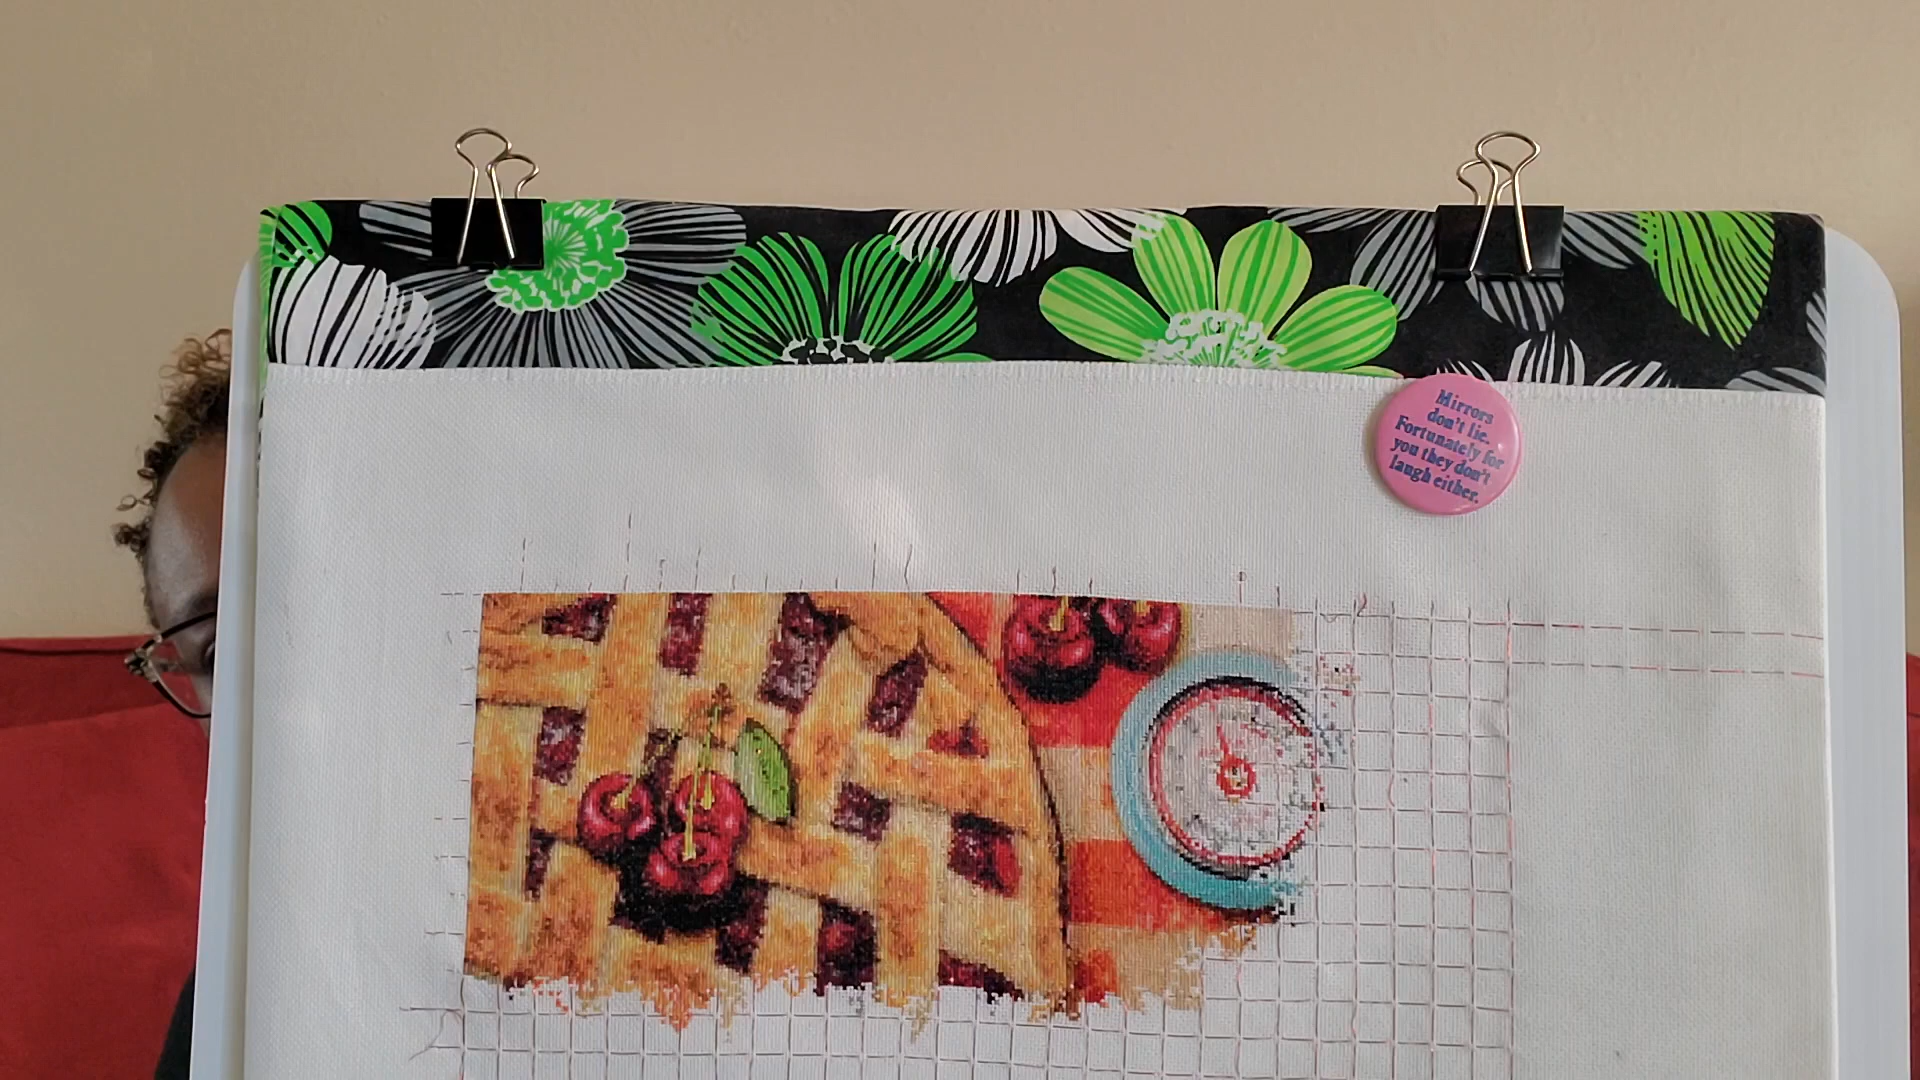 Mirrors
don't lie.
Fortunately for
you they don't
laugh either.